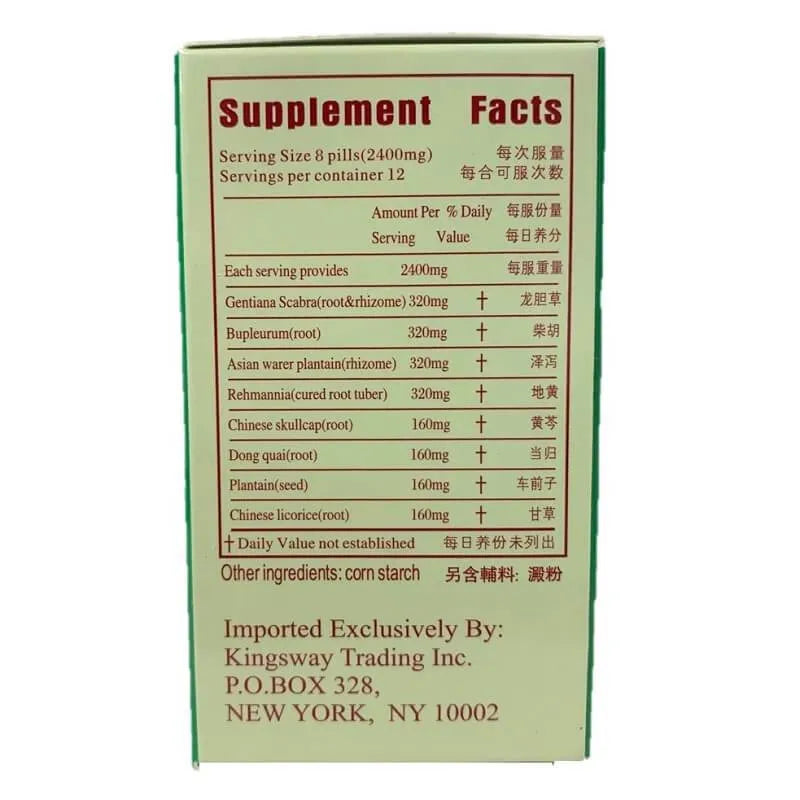 Supplement Facts
Serving Size 8 pills(2400mg) 每次服量
Servings per container 12 每合可服次数
Amount Per % Daily 每服份量
Serving Value 每日养分
Each serving provides 2400mg 每服重量
Gentiana Scabra(root&rhizome) 320mg † 龙胆草
Bupleurum(root) 320mg † 柴胡
Asian warer plantain(rhizome) 320mg † 泽泻
Rehmannia(cured root tuber) 320mg † 地黄
Chinese skullcap(root) 160mg † 黄芩
Dong quai(root) 160mg † 当归
Plantain(seed) 160mg † 车前子
Chinese licorice(root) 160mg † 甘草
† Daily Value not established 每日养份未列出
Other ingredients: corn starch 另含輔料: 澱粉
Imported Exclusively By:
Kingsway Trading Inc.
P.O.BOX 328,
NEW YORK, NY 10002